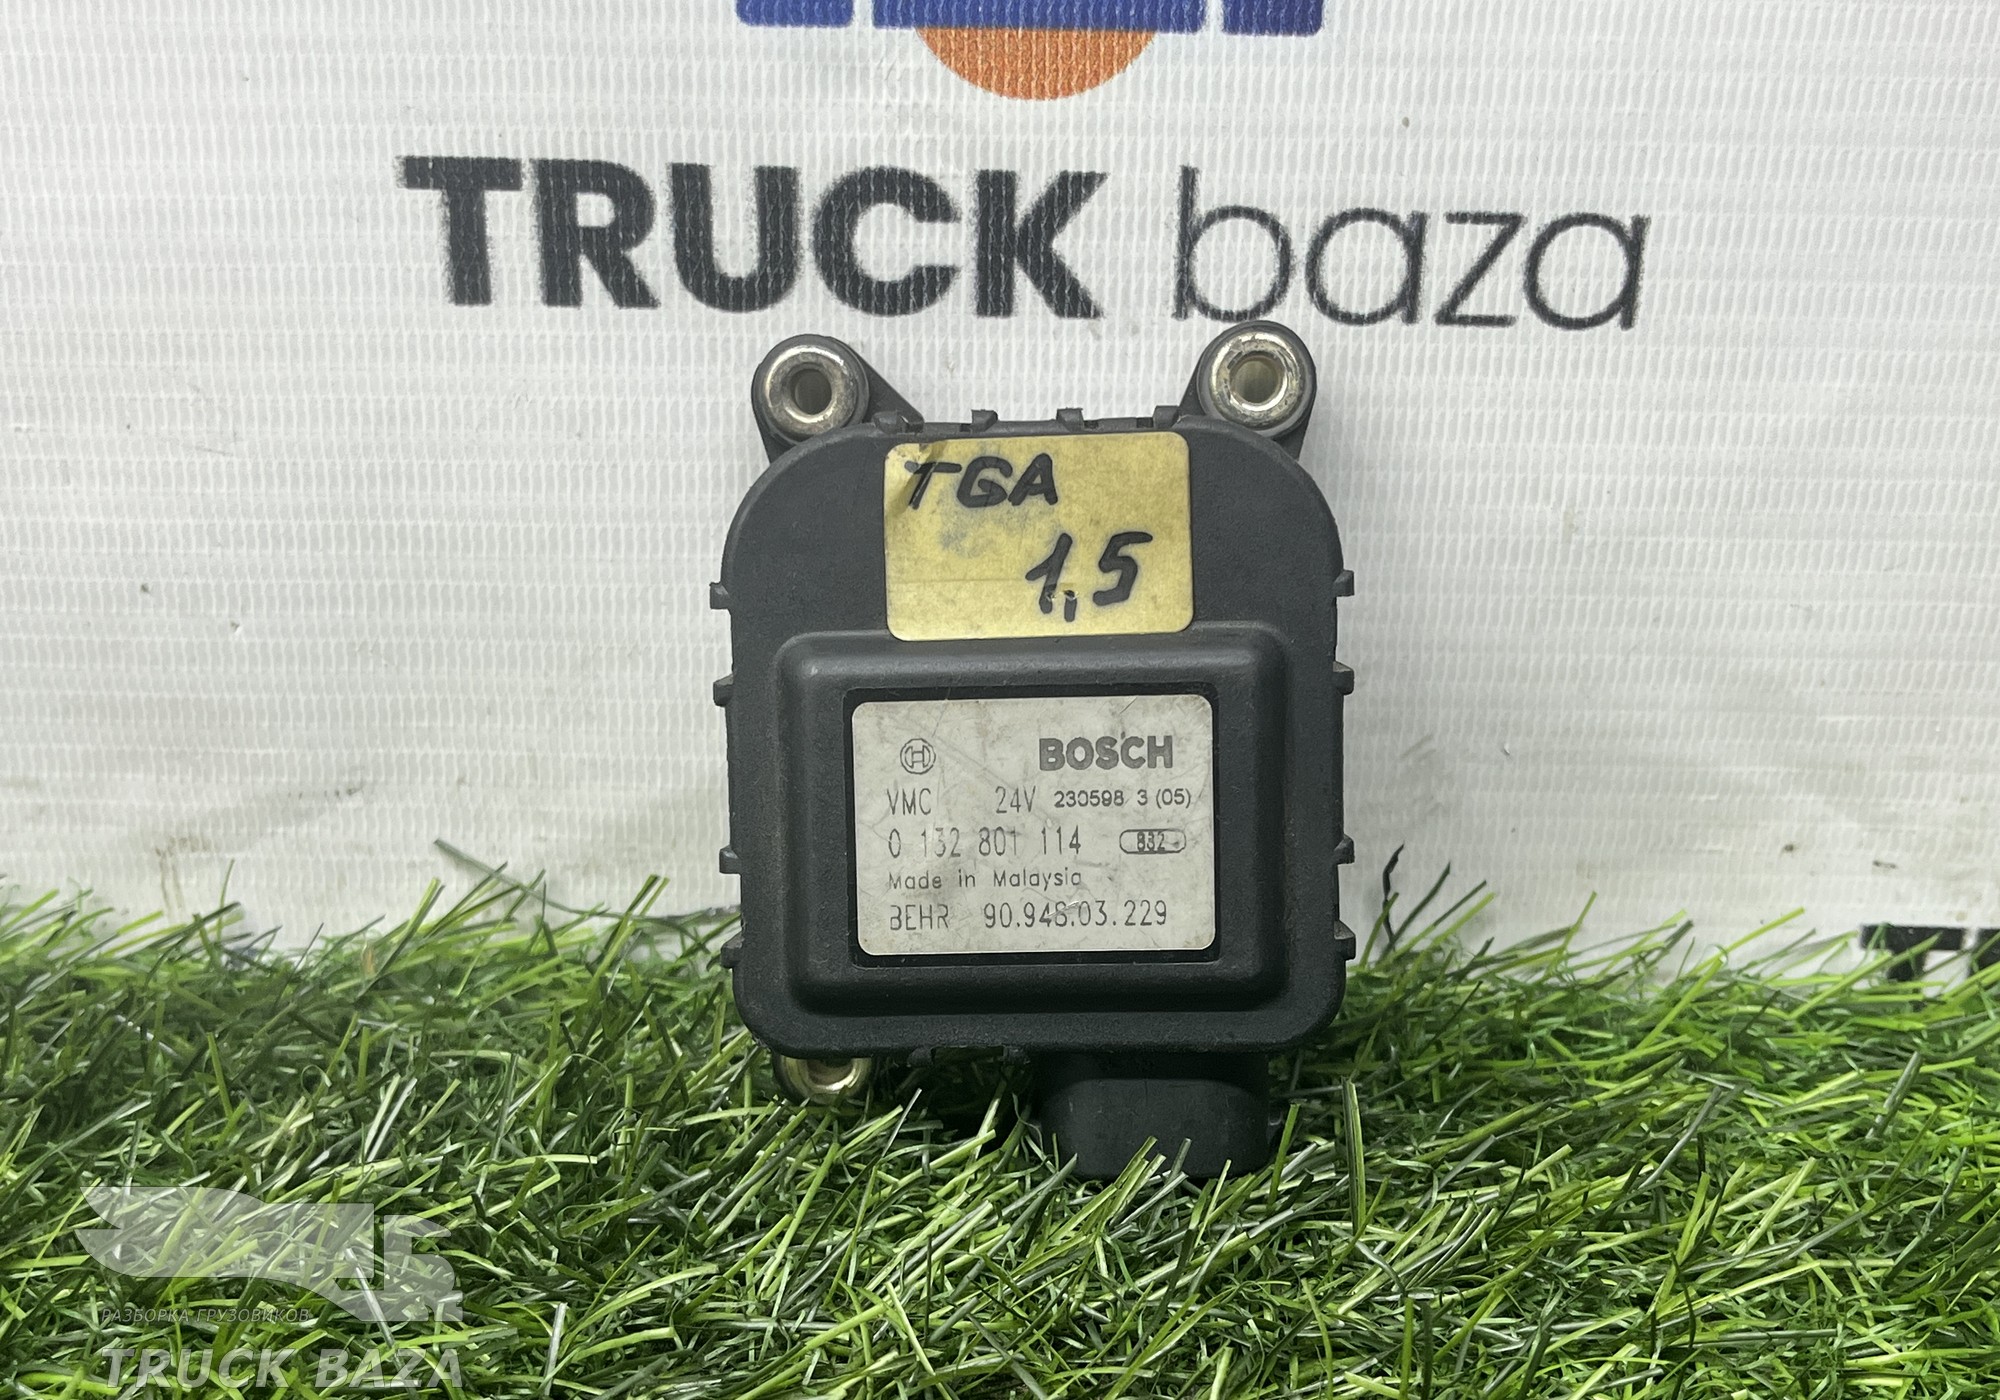 TRUCK baza
TGA
1,5
BOSCH
VMC 24V 230598 3 (05)
0 132 801 114 832
Made in Malaysia
BEHR 90.948.03.229
РАЗБОРКА ГРУЗОВИКОВ
TRUCK BAZA